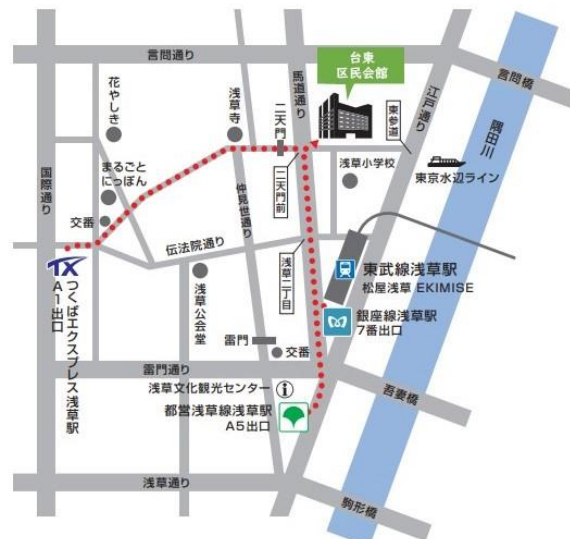 台東
区民会館
言問通り
馬道通り
江戸通り
言問橋
隅田川
花やしき
浅草寺
二天門
東参道
国際通り
まるごと
にっぽん
二天門前
浅草小学校
東京水辺ライン
仲見世通り
交番
伝法院通り
浅草二丁目
TX
つくばエクスプレス浅草駅
A1出口
浅草公会堂
東武線浅草駅
松屋浅草 EKIMISE
銀座線浅草駅
7番出口
雷門
交番
雷門通り
浅草文化観光センター
i
都営浅草線浅草駅
A5出口
吾妻橋
浅草通り
駒形橋